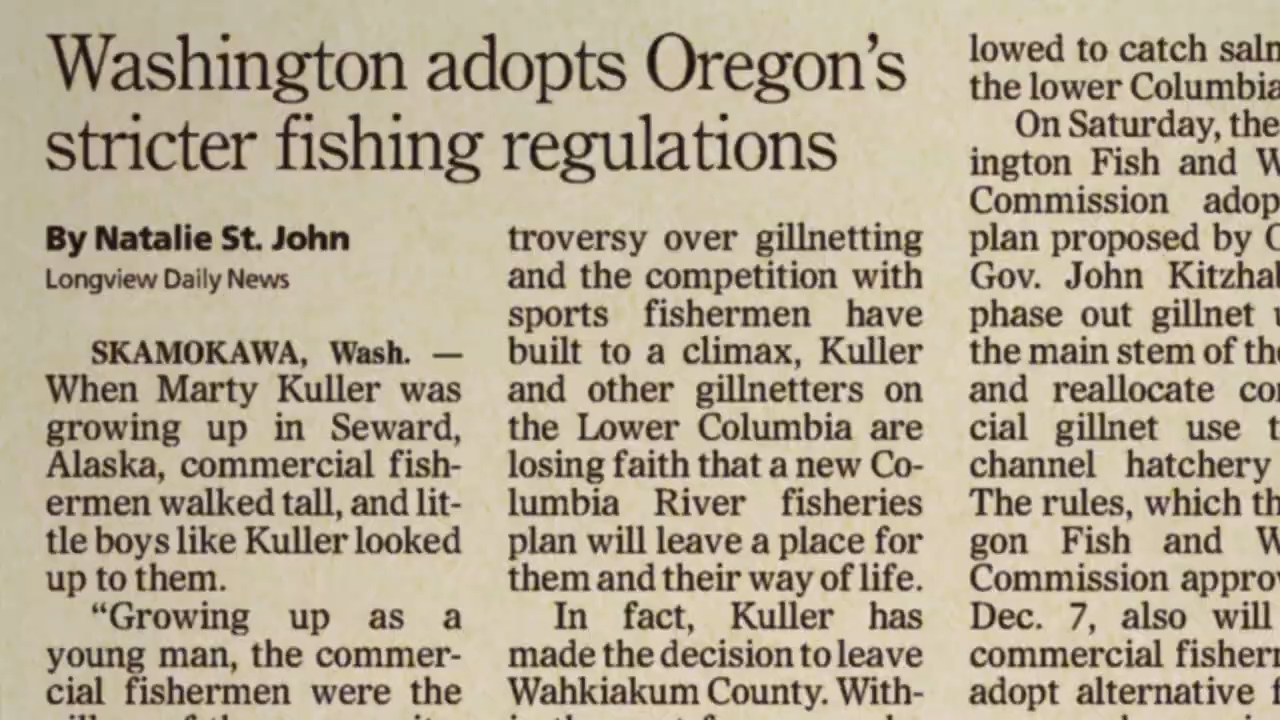 Washington adopts Oregon's
stricter fishing regulations
By Natalie St. John
Longview Daily News
SKAMOKAWA, Wash. —
When Marty Kuller was
growing up in Seward,
Alaska, commercial fish-
ermen walked tall, and lit-
tle boys like Kuller looked
up to them.
“Growing up as a
young man, the commer-
cial fishermen were the
troversy over gillnetting
and the competition with
sports fishermen have
built to a climax, Kuller
and other gillnetters on
the Lower Columbia are
losing faith that a new Co-
lumbia River fisheries
plan will leave a place for
them and their way of life.
In fact, Kuller has
made the decision to leave
Wahkiakum County. With-
lowed to catch
the lower Columbia
On Saturday, the
ington Fish and
Commission
plan proposed by
Gov. John
phase out gillnet
the main stem of
and reallocate
cial gillnet use
channel hatchery
The rules, which
gon Fish and
Commission
Dec. 7, also will
commercial
adopt alternative